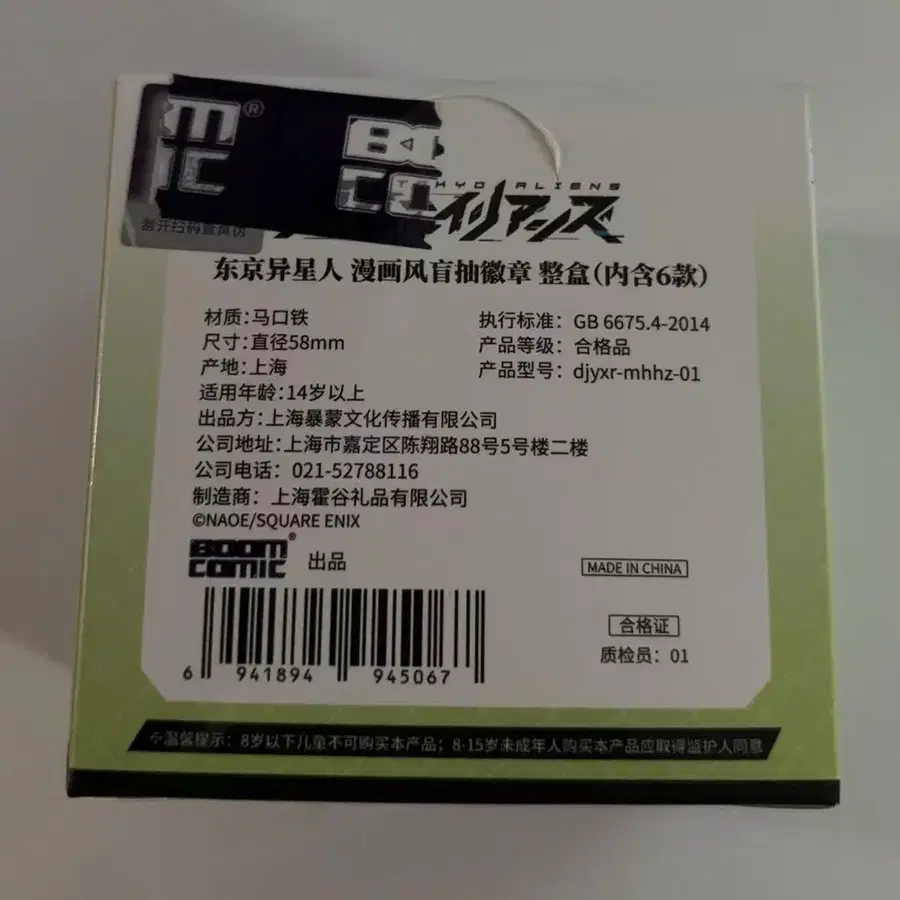 ®
TOKYO ALIENS
东京异星人 漫画风盲抽徽章 整盒(内含6款)
材质:马口铁
尺寸:直径58mm
产地:上海
适用年龄:14岁以上
出品方:上海暴蒙文化传播有限公司
公司地址:上海市嘉定区陈翔路88号5号楼二楼
公司电话:021-52788116
制造商:上海霍谷礼品有限公司
©NAOE/SQUARE ENIX
执行标准:GB 6675.4-2014
产品等级:合格品
产品型号:djyxr-mhhz-01
BOOM COMIC® 出品
MADE IN CHINA
合格证
质检员:01
6 941894 945067
温馨提示:8岁以下儿童不可购买本产品;8-15岁未成年人购买本产品应取得监护人同意